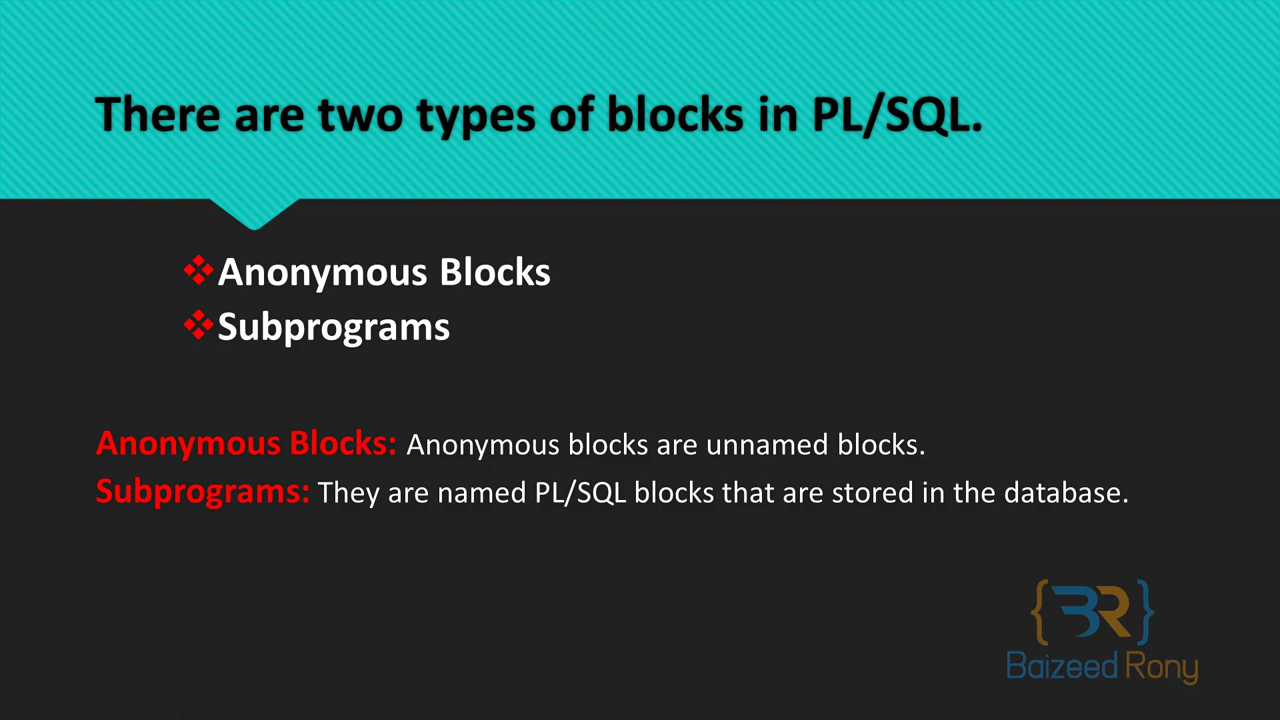 There are two types of blocks in PL/SQL.
❖Anonymous Blocks
❖Subprograms
Anonymous Blocks: Anonymous blocks are unnamed blocks.
Subprograms: They are named PL/SQL blocks that are stored in the database.
{BR}
Baizeed Rony